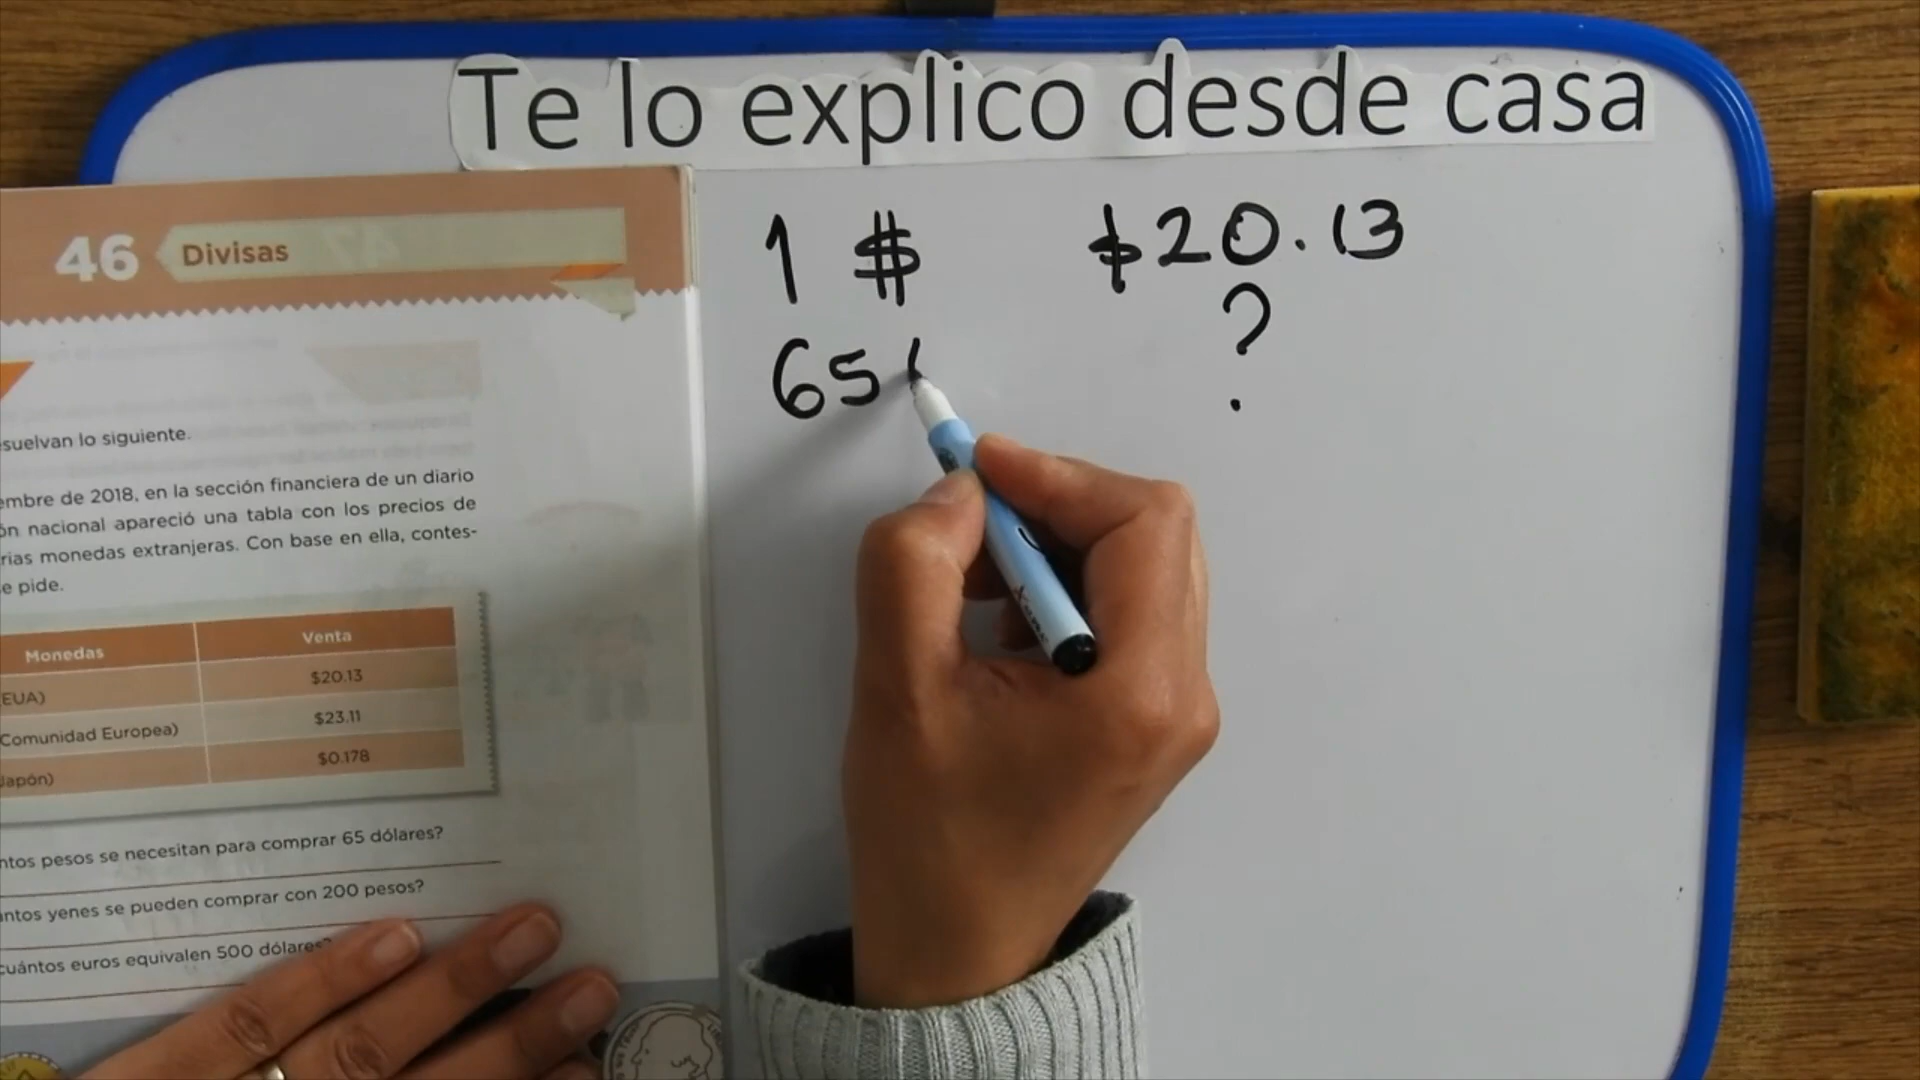 Te lo explico desde casa
46 Divisas
suelvan lo siguiente.
embre de 2018, en la sección financiera de un diario
ón nacional apareció una tabla con los precios de
rias monedas extranjeras. Con base en ella, contes-
e pide.
Monedas Venta
EUA) $20.13
Comunidad Europea) $23.11
Japón) $0.178
ntos pesos se necesitan para comprar 65 dólares?
ántos yenes se pueden comprar con 200 pesos?
cuántos euros equivalen 500 dólares?
1 $ $20.13
65 ?